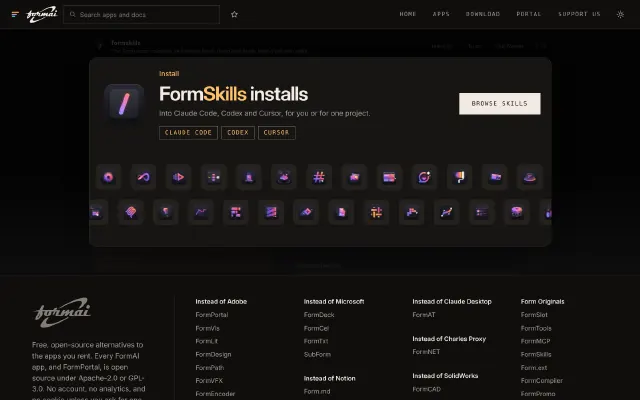 formai
Search apps and docs
HOME
APPS
DOWNLOAD
PORTAL
SUPPORT US
Install
FormSkills installs
Into Claude Code, Codex and Cursor, for you or for one project.
BROWSE SKILLS
CLAUDE CODE
CODEX
CURSOR
formai
Free, open-source alternatives to
the apps you rent. Every FormAI
app, and FormPortal, is open
source under Apache-2.0 or GPL-
3.0. No account, no analytics, and
Instead of Adobe
FormPortal
FormVis
FormLit
FormDesign
FormPath
FormVFX
FormEncoder
Instead of Microsoft
FormDeck
FormCel
FormTxt
SubForm
Instead of Notion
Form.md
Instead of Claude Desktop
FormAT
Instead of Charles Proxy
FormNET
Instead of SolidWorks
FormCAD
Form Originals
FormSlot
FormTools
FormMCP
FormSkills
Form.ext
FormCompiler
FormPromo